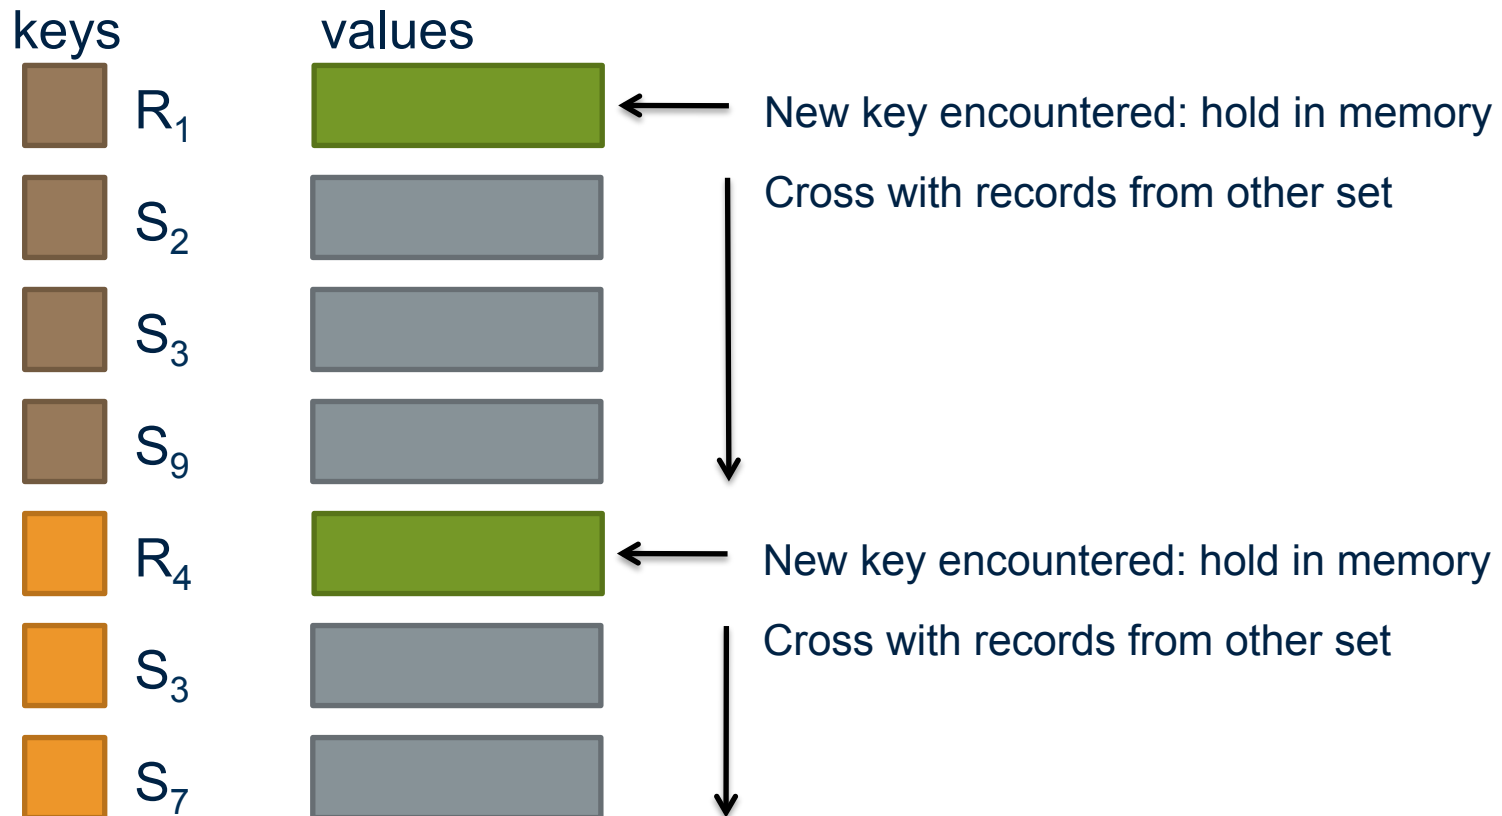 keys values
R₁ New key encountered: hold in memory
Cross with records from other set
S₂
S₃
S₉
R₄ New key encountered: hold in memory
Cross with records from other set
S₃
S₇